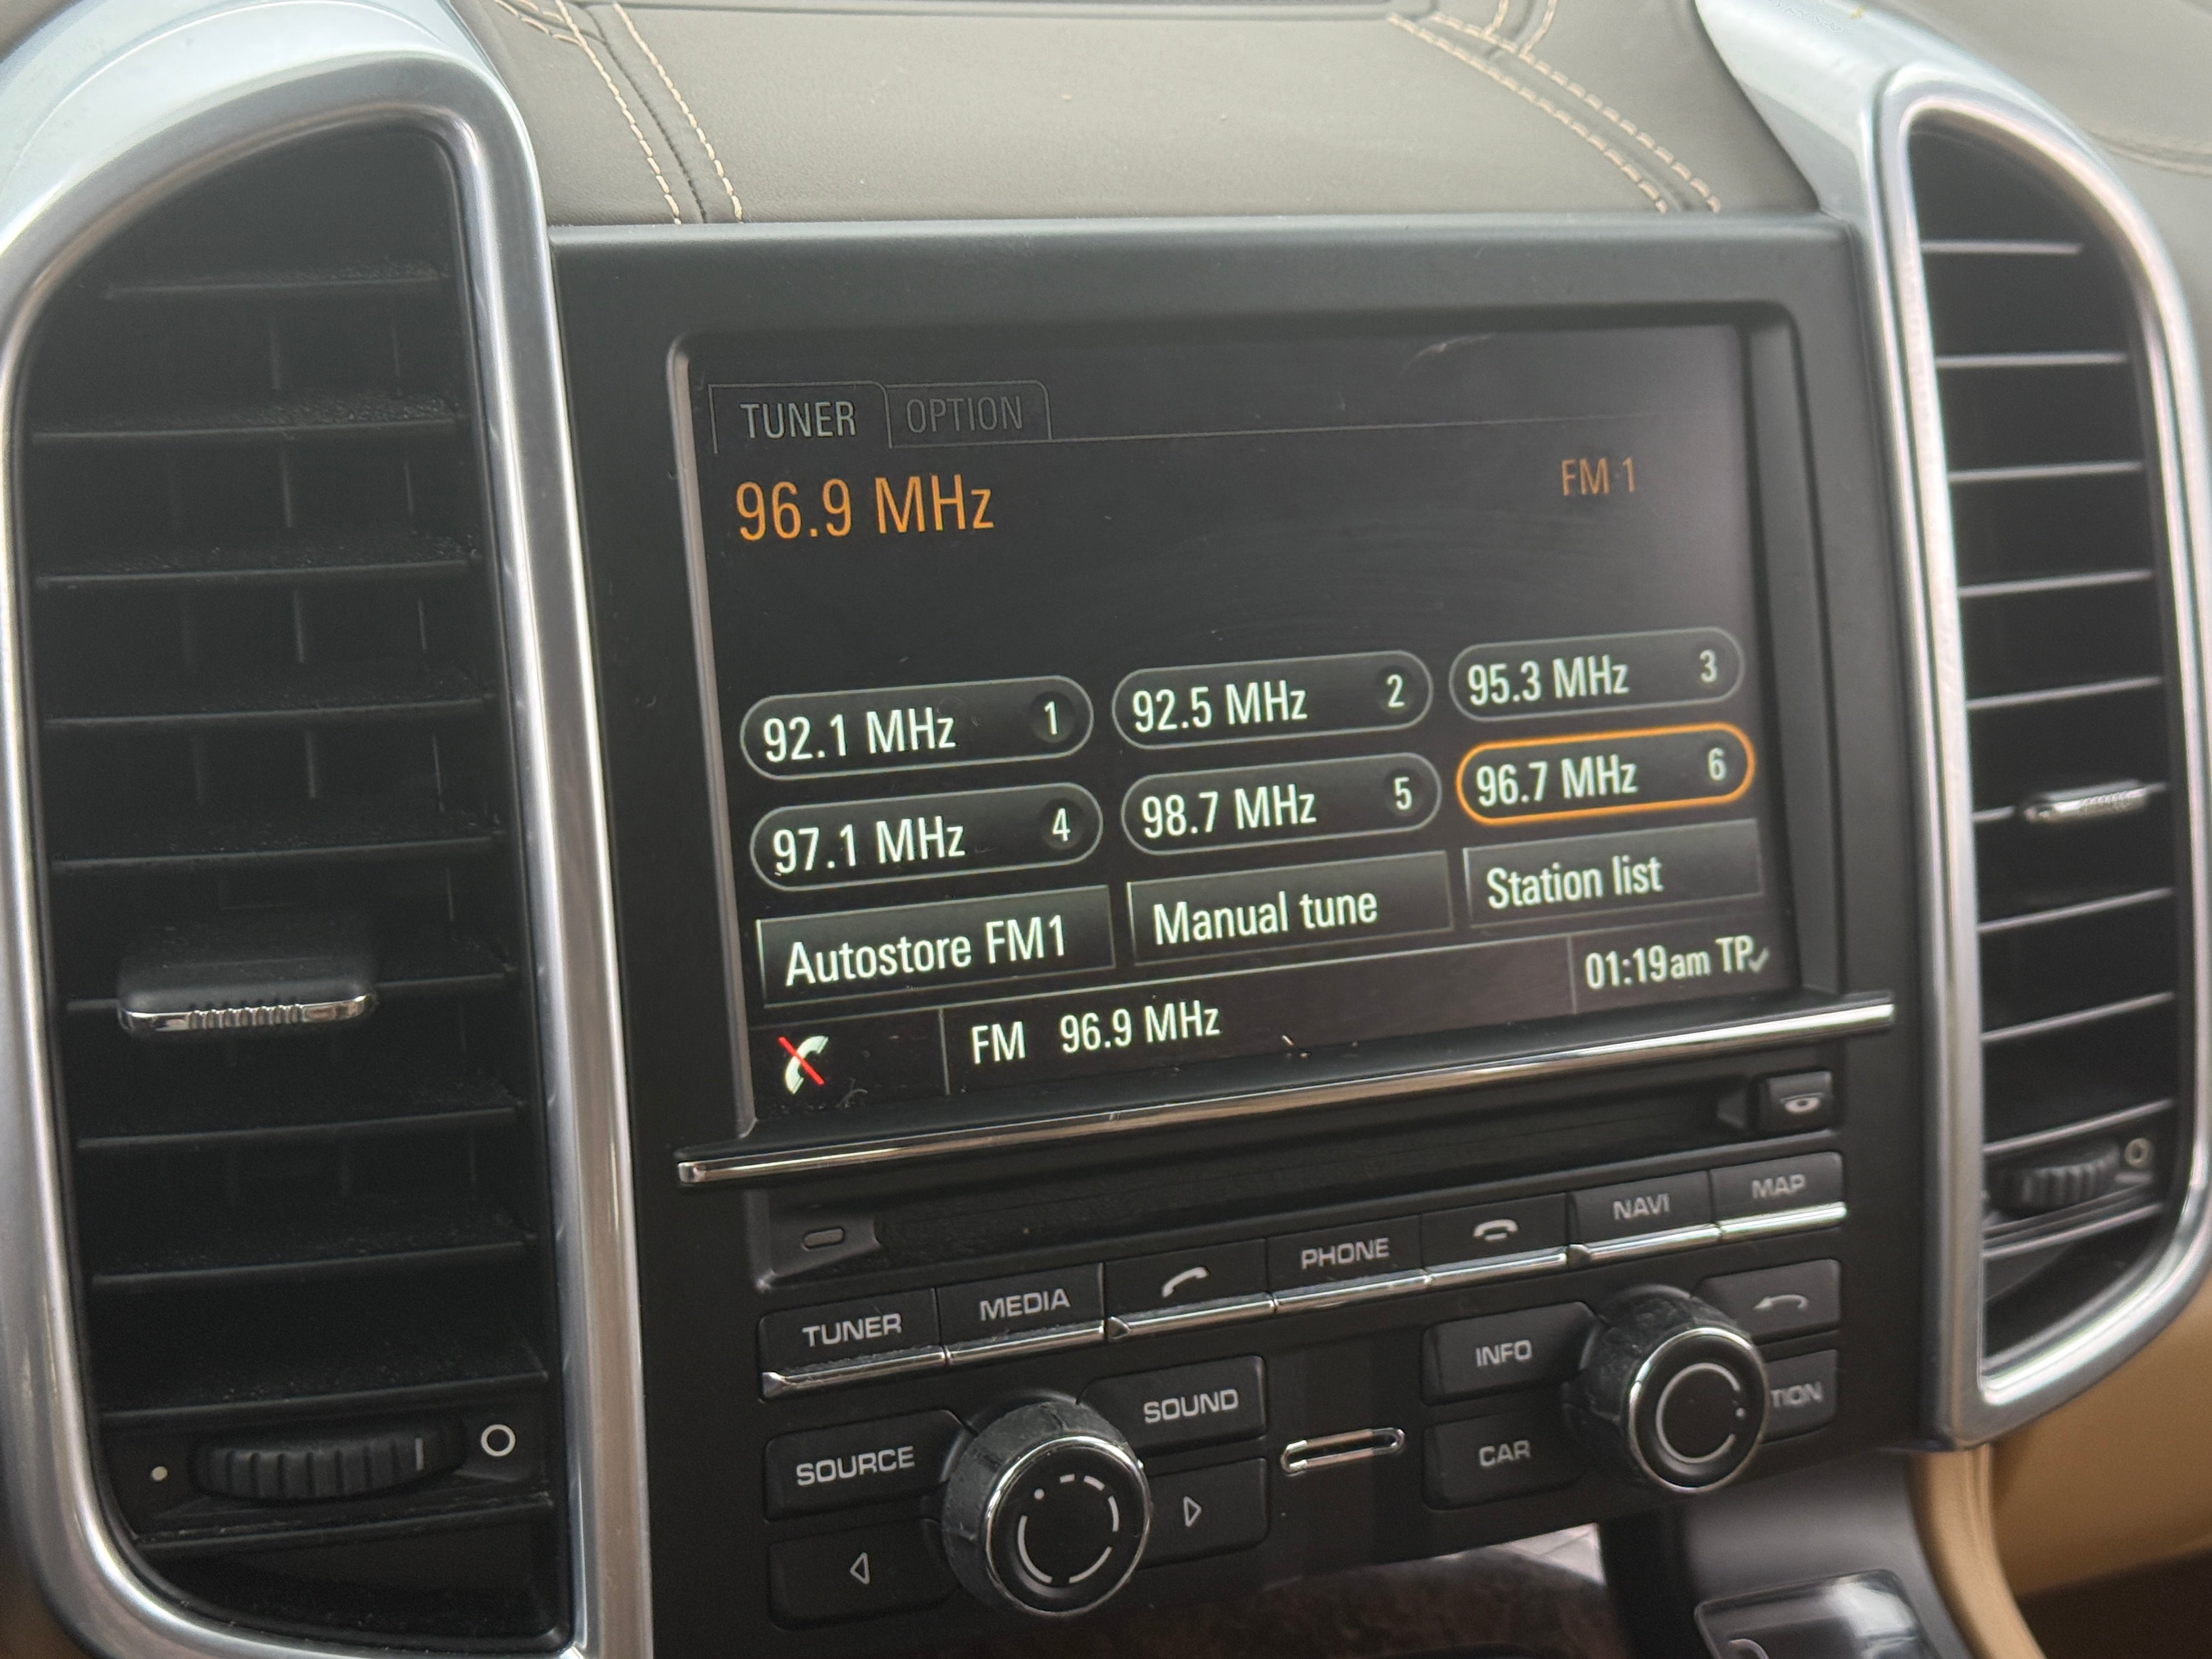 TUNER OPTION
96.9 MHz FM 1
92.1 MHz 1 92.5 MHz 2 95.3 MHz 3
97.1 MHz 4 98.7 MHz 5 96.7 MHz 6
Autostore FM1 Manual tune Station list
FM 96.9 MHz 01:19am TP
TUNER MEDIA PHONE NAVI MAP
SOURCE SOUND INFO TION
CAR